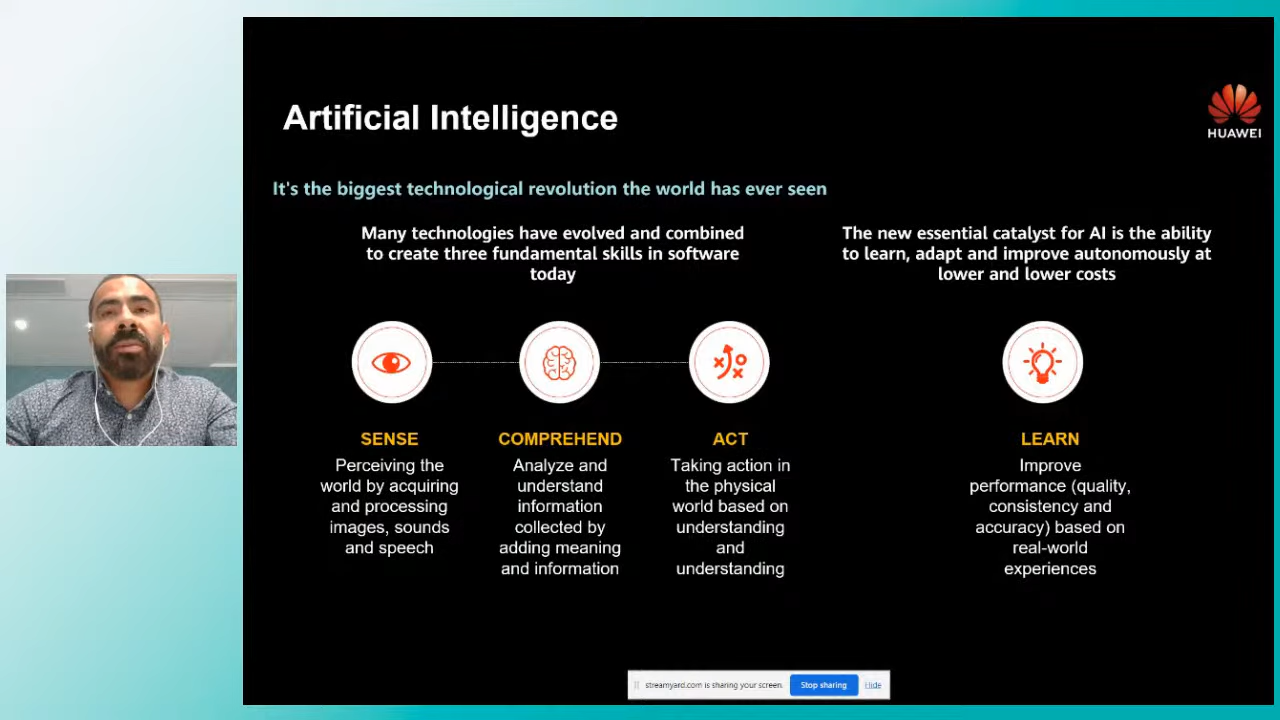 Artificial Intelligence
HUAWEI
It's the biggest technological revolution the world has ever seen
Many technologies have evolved and combined
to create three fundamental skills in software
today
The new essential catalyst for AI is the ability
to learn, adapt and improve autonomously at
lower and lower costs
SENSE
Perceiving the
world by acquiring
and processing
images, sounds
and speech
COMPREHEND
Analyze and
understand
information
collected by
adding meaning
and information
ACT
Taking action in
the physical
world based on
understanding
and
understanding
LEARN
Improve
performance (quality,
consistency and
accuracy) based on
real-world
experiences
streamyard.com is sharing your screen. Stop sharing Hide